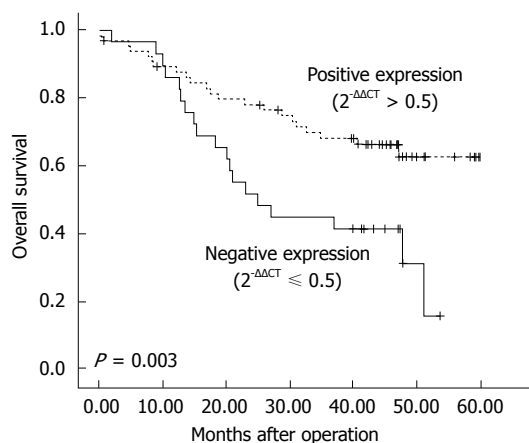 1.0
0.8
0.6
0.4
0.2
0.0
Overall survival
Positive expression
(2^-ΔΔCT > 0.5)
Negative expression
(2^-ΔΔCT ≤ 0.5)
P = 0.003
0.00 10.00 20.00 30.00 40.00 50.00 60.00
Months after operation